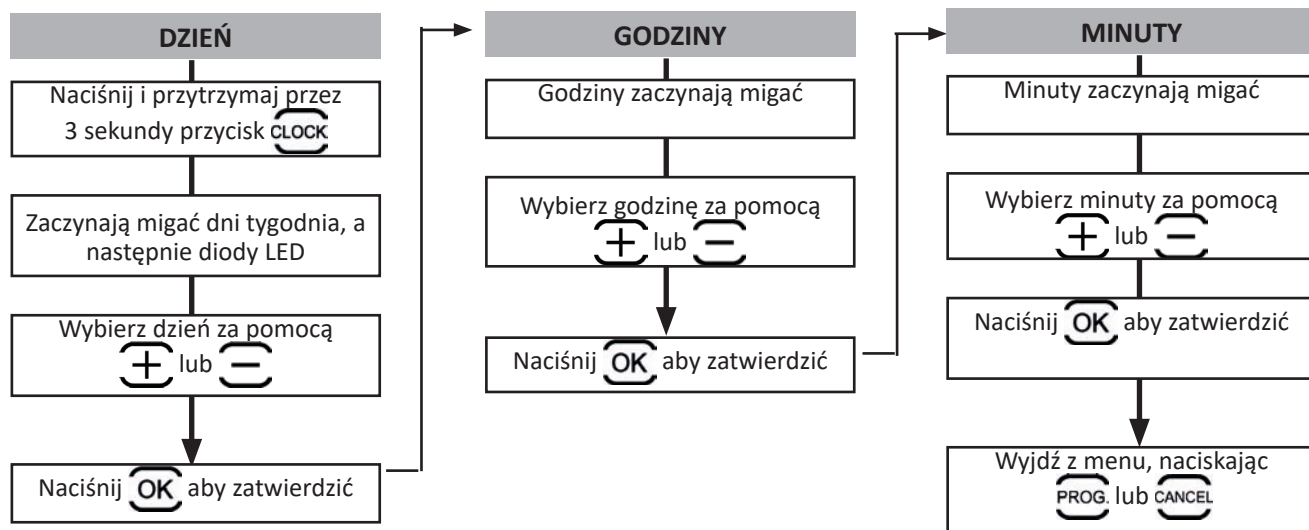 DZIEŃ
Naciśnij i przytrzymaj przez
3 sekundy przycisk CLOCK
Zaczynają migać dni tygodnia, a
następnie diody LED
Wybierz dzień za pomocą
+ lub −
Naciśnij OK aby zatwierdzić
GODZINY
Godziny zaczynają migać
Wybierz godzinę za pomocą
+ lub −
Naciśnij OK aby zatwierdzić
MINUTY
Minuty zaczynają migać
Wybierz minuty za pomocą
+ lub −
Naciśnij OK aby zatwierdzić
Wyjdź z menu, naciskając
PROG. lub CANCEL